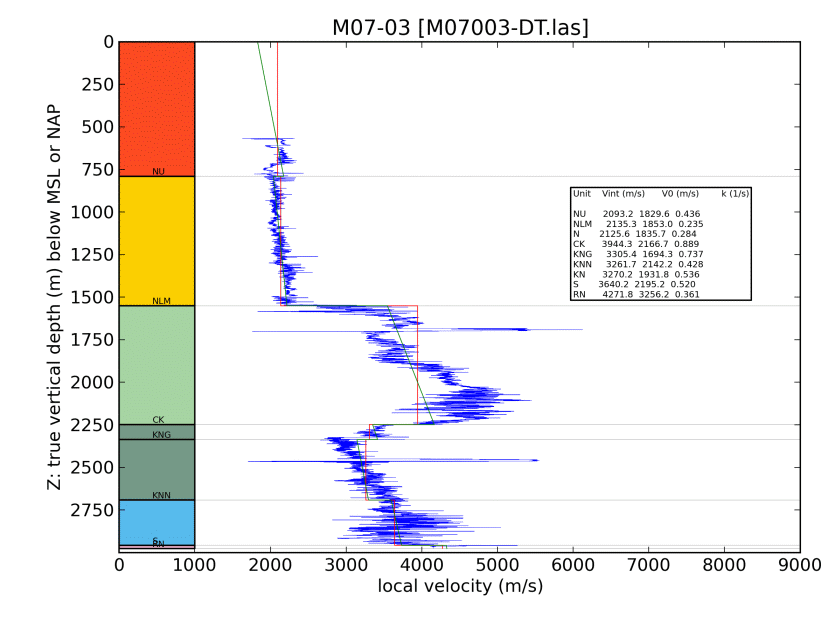 M07-03 [M07003-DT.las]
0
250
500
750
1000
1250
1500
1750
2000
2250
2500
2750
Z: true vertical depth (m) below MSL or NAP
NU
NLM
CK
KNG
KNN
S
RN
Unit Vint (m/s) V0 (m/s) k (1/s)
NU 2093.2 1829.6 0.436
NLM 2135.3 1853.0 0.235
N 2125.6 1835.7 0.284
CK 3944.3 2166.7 0.889
KNG 3305.4 1694.3 0.737
KNN 3261.7 2142.2 0.428
KN 3270.2 1931.8 0.536
S 3640.2 2195.2 0.520
RN 4271.8 3256.2 0.361
0 1000 2000 3000 4000 5000 6000 7000 8000 9000
local velocity (m/s)